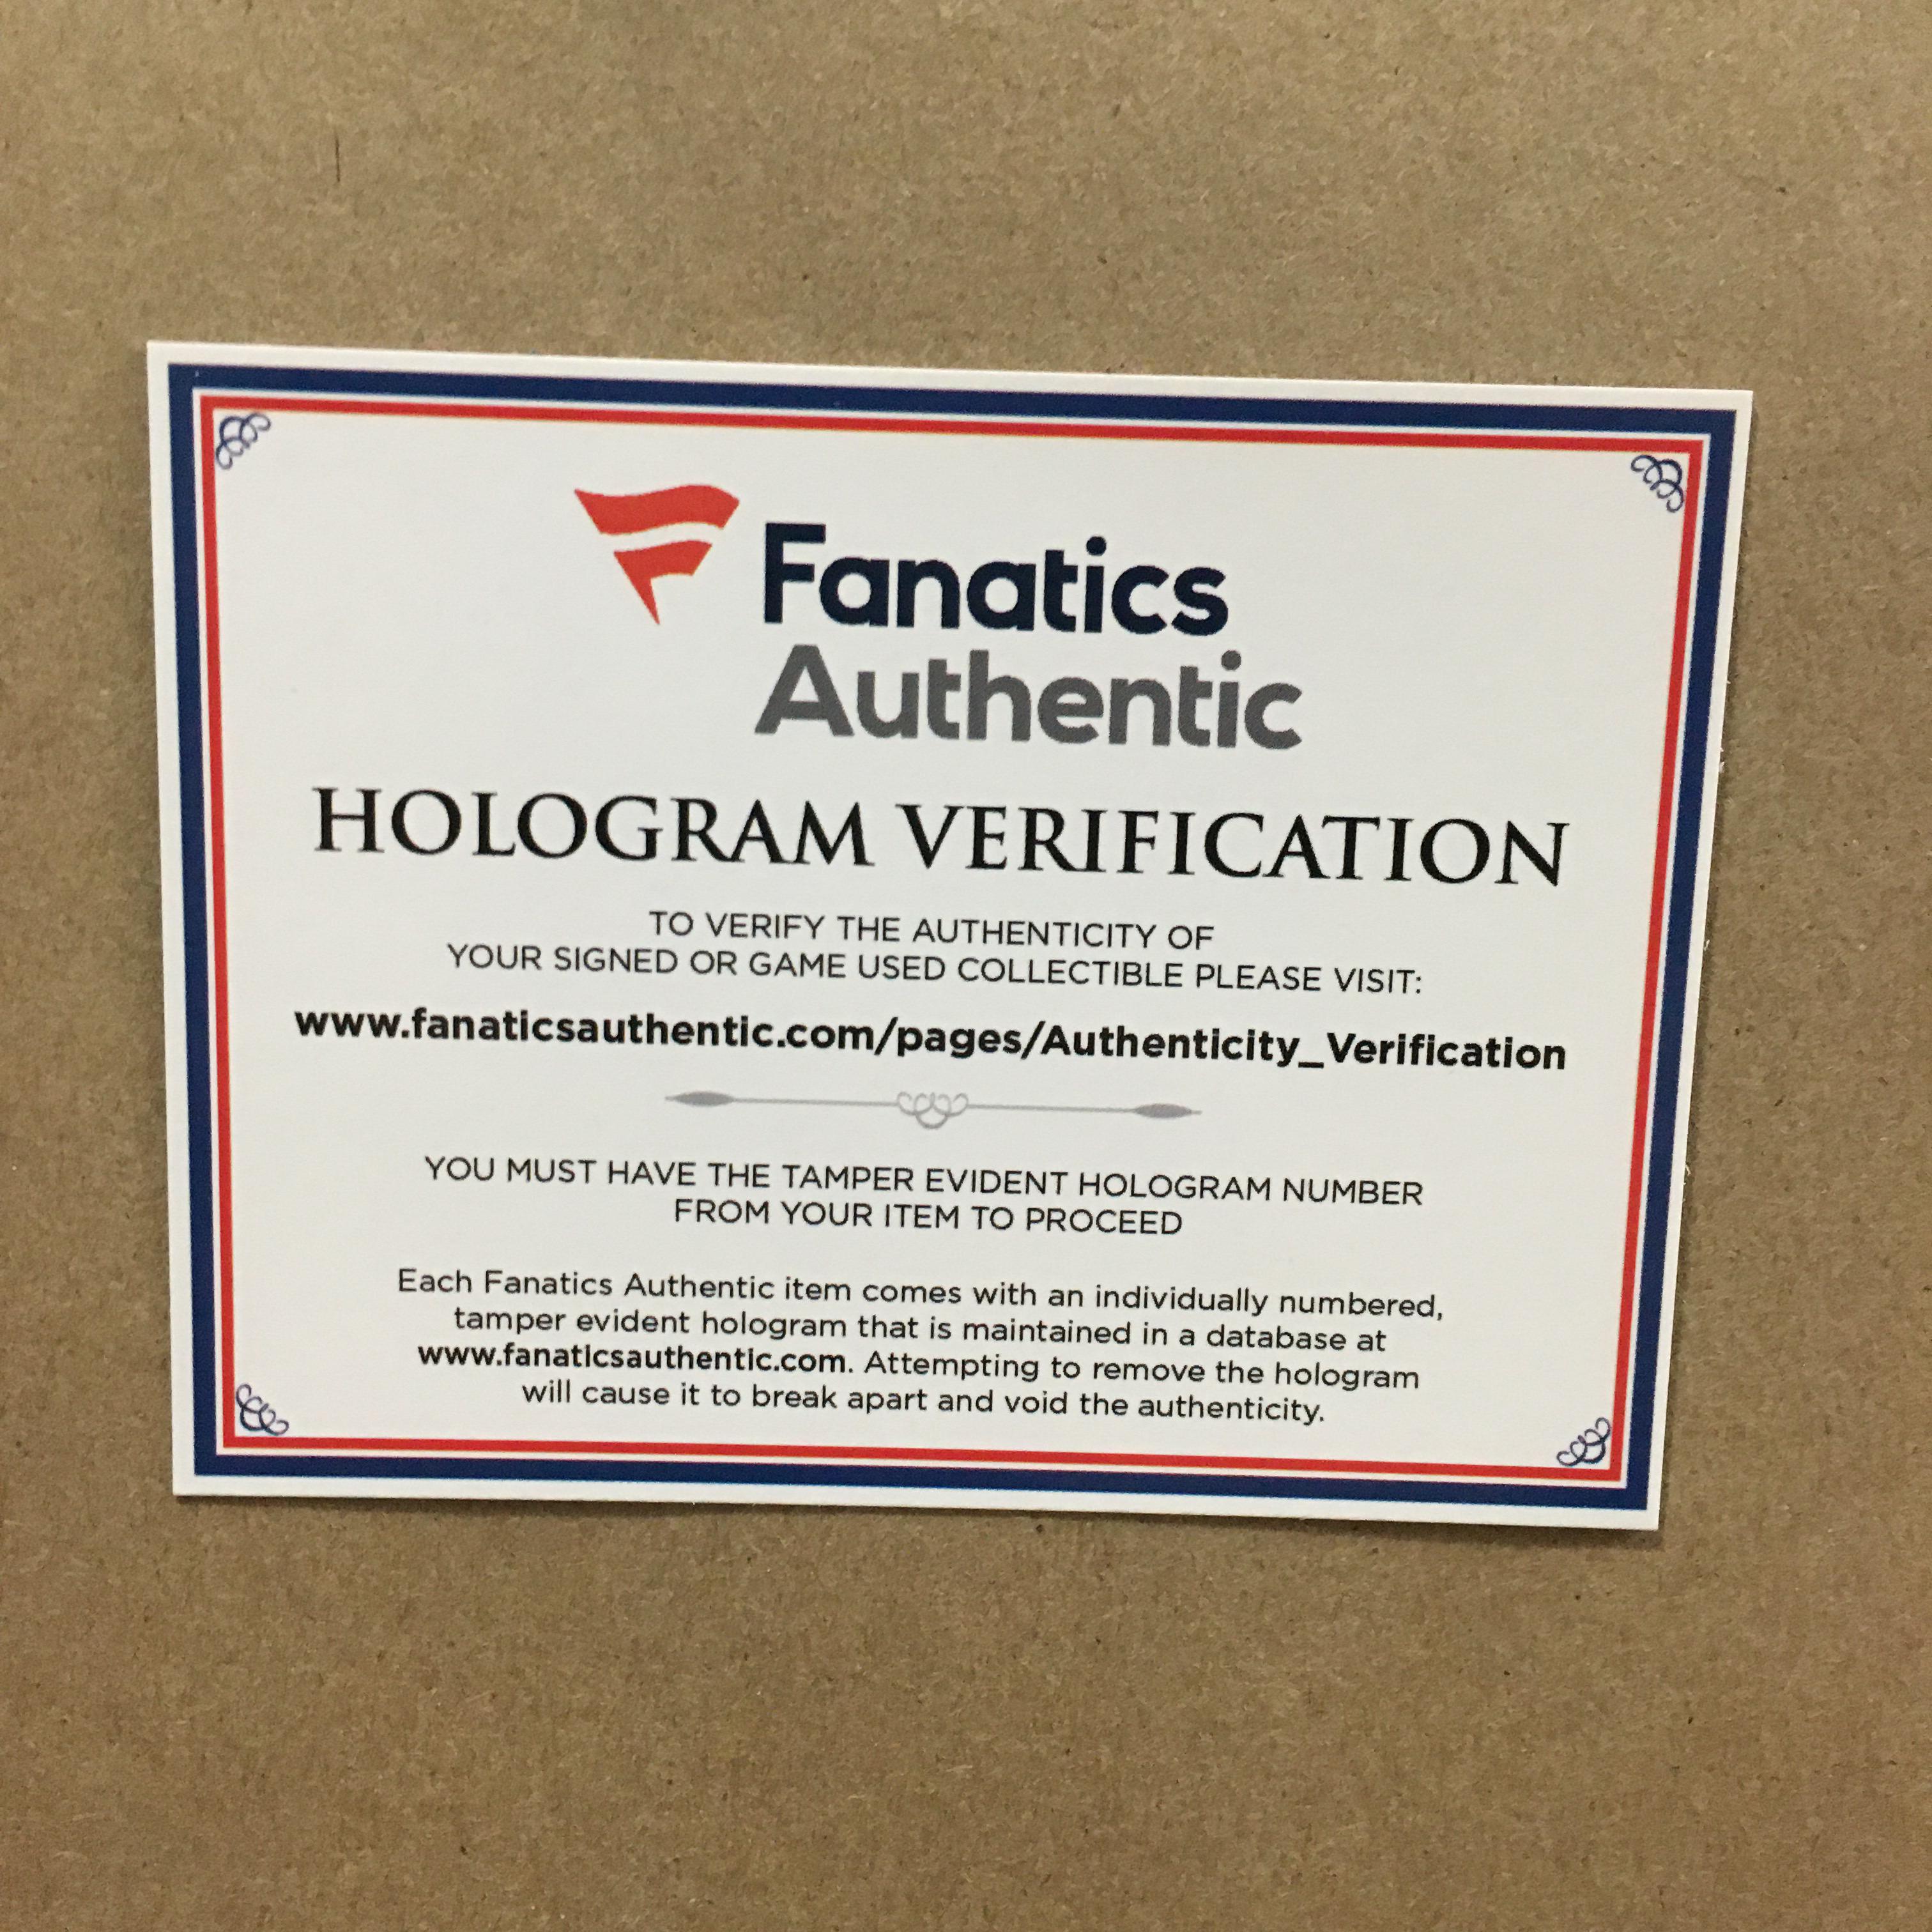 Fanatics
Authentic
HOLOGRAM VERIFICATION
TO VERIFY THE AUTHENTICITY OF
YOUR SIGNED OR GAME USED COLLECTIBLE PLEASE VISIT:
www.fanaticsauthentic.com/pages/Authenticity_Verification
YOU MUST HAVE THE TAMPER EVIDENT HOLOGRAM NUMBER
FROM YOUR ITEM TO PROCEED
Each Fanatics Authentic item comes with an individually numbered,
tamper evident hologram that is maintained in a database at
www.fanaticsauthentic.com. Attempting to remove the hologram
will cause it to break apart and void the authenticity.